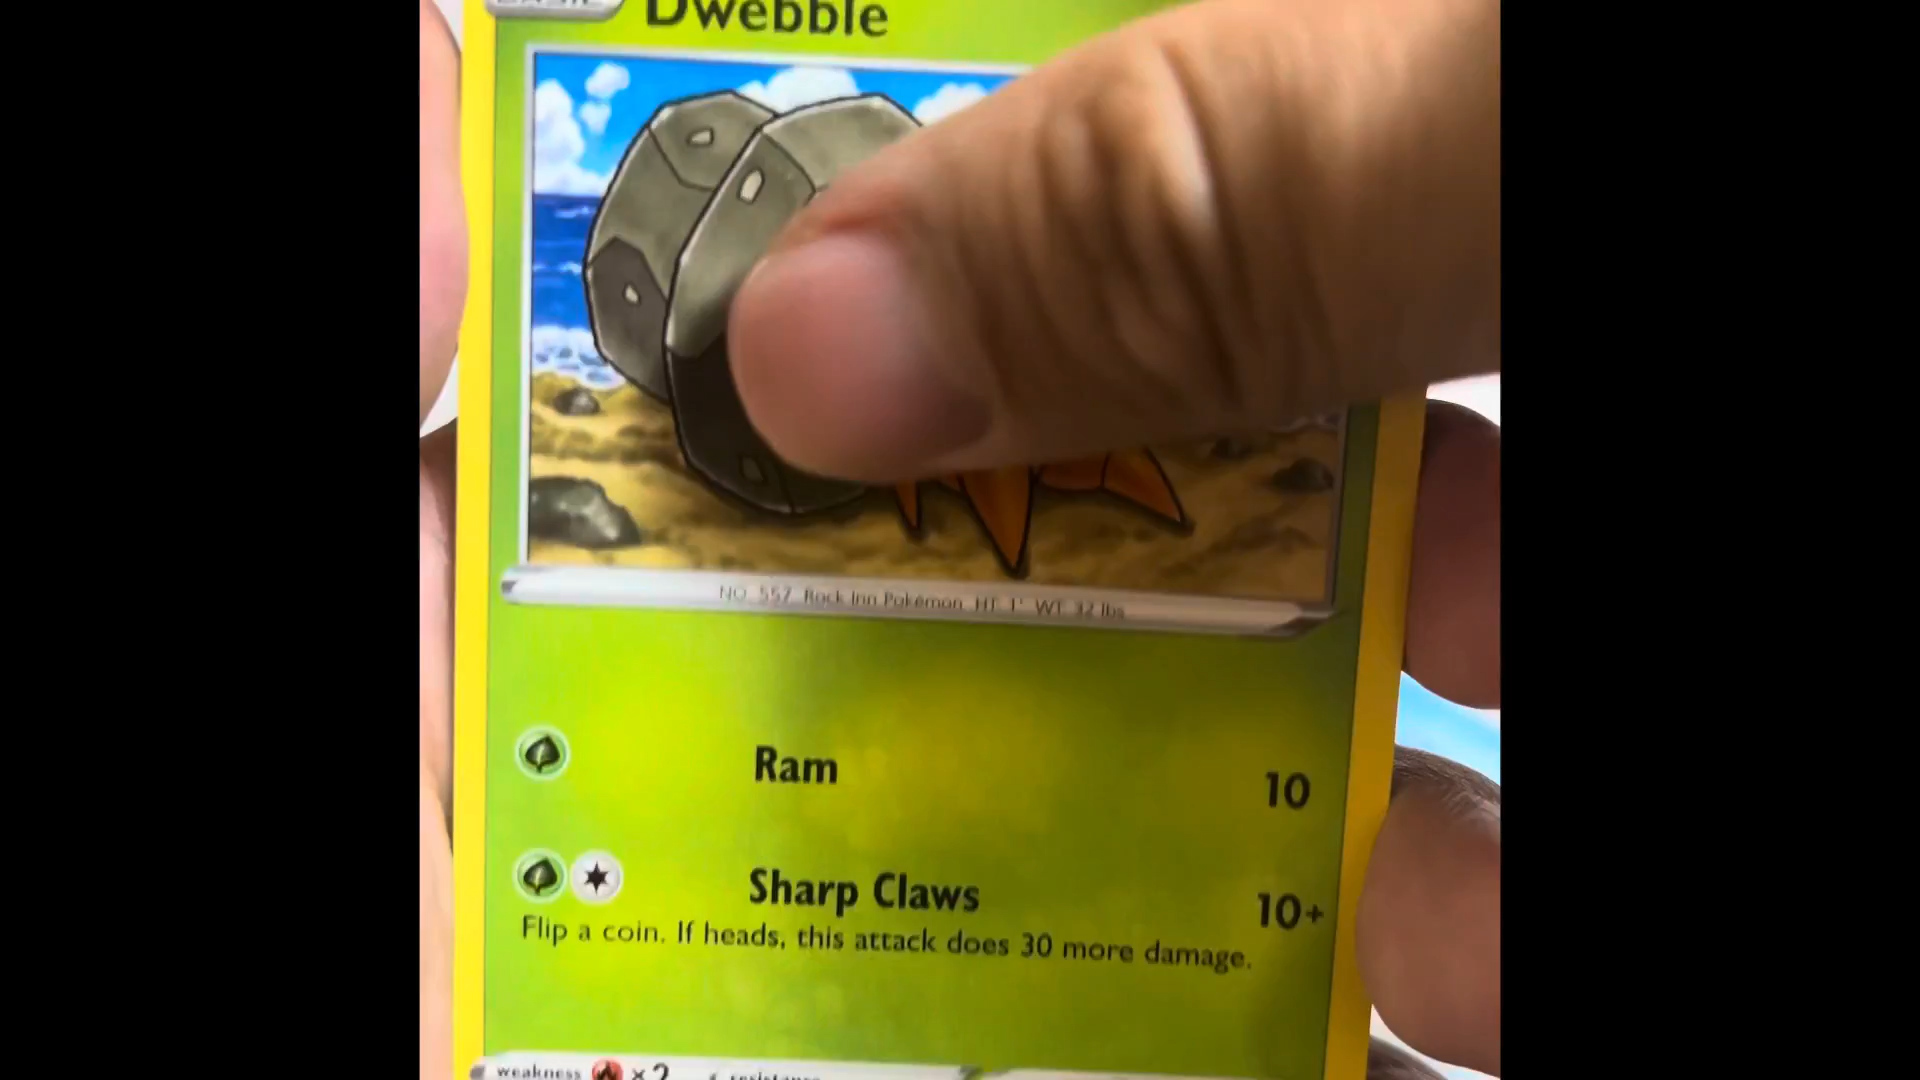 Dwebble
NO. 557 Rock Inn Pokémon HT: 1' WT: 32 lbs
Ram 10
Sharp Claws 10+
Flip a coin. If heads, this attack does 30 more damage.
weakness ×2 resistance